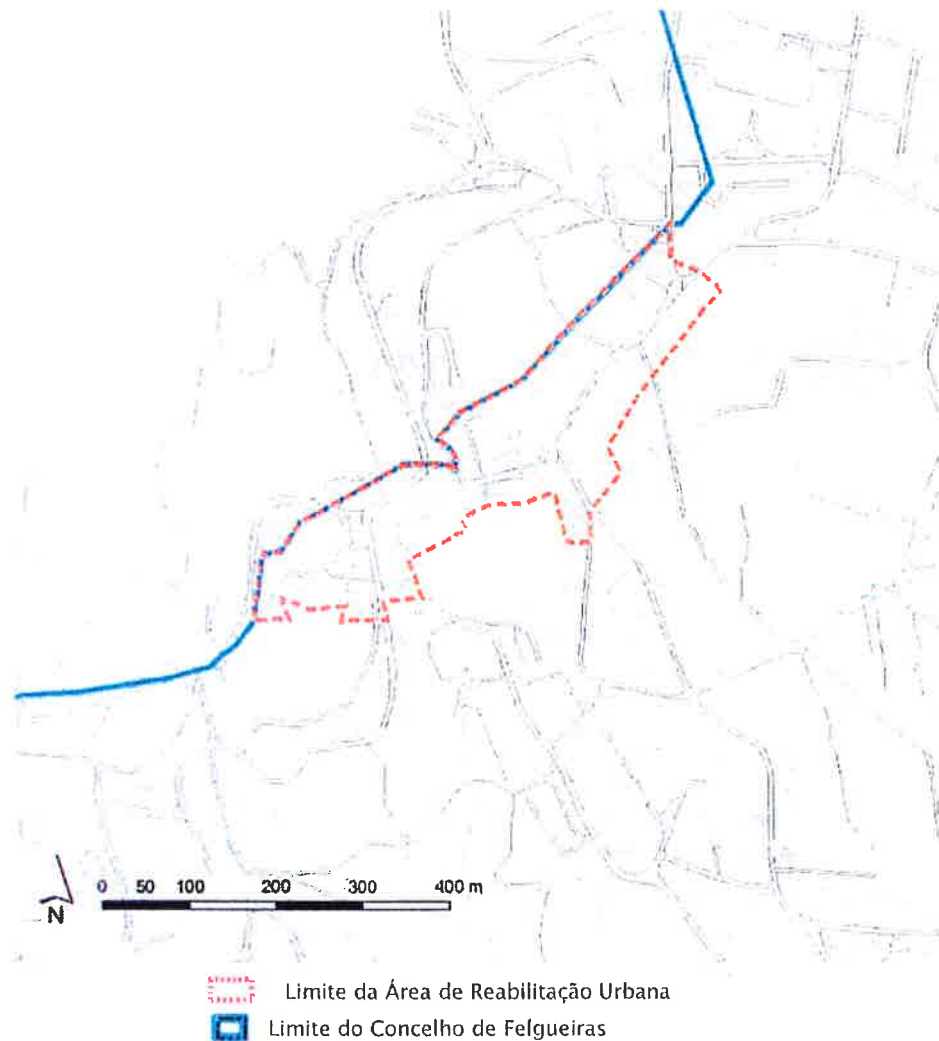 0 50 100 200 300 400 m
N
Limite da Área de Reabilitação Urbana
Limite do Concelho de Felgueiras